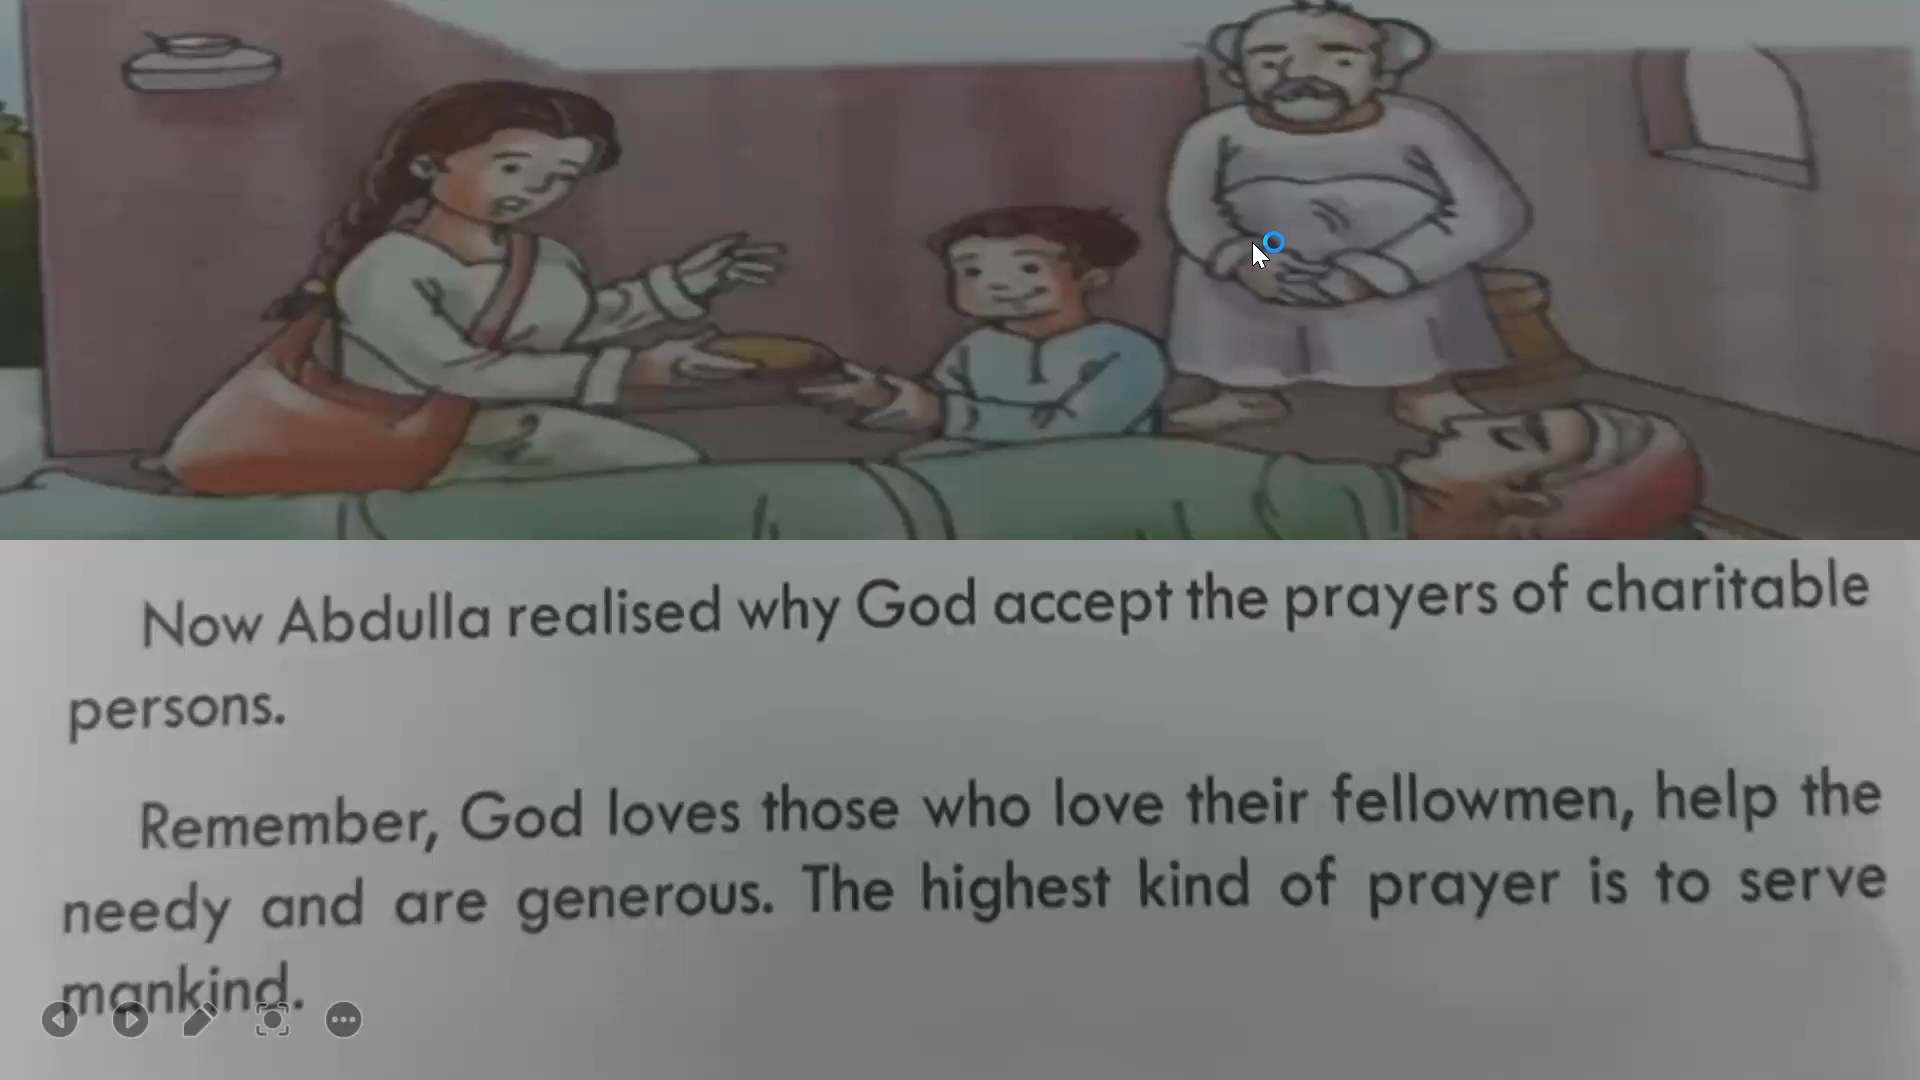 Now Abdulla realised why God accept the prayers of charitable
persons.
Remember, God loves those who love their fellowmen, help the
needy and are generous. The highest kind of prayer is to serve
mankind.